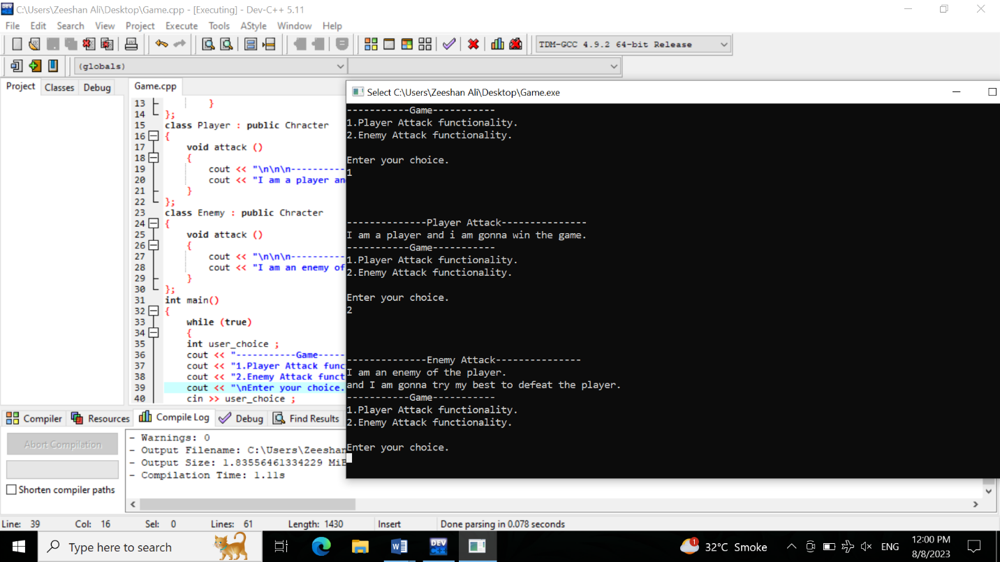 C:\Users\Zeeshan Ali\Desktop\Game.cpp - [Executing] - Dev-C++ 5.11
File Edit Search View Project Execute Tools AStyle Window Help
TDM-GCC 4.9.2 64-bit Release
(globals)
Project Classes Debug
Game.cpp
13 }
14 };
15 class Player : public Chracter
16 {
17 void attack ()
18 {
19 cout << "\n\n\n----------
20 cout << "I am a player an
21 }
22 };
23 class Enemy : public Chracter
24 {
25 void attack ()
26 {
27 cout << "\n\n\n----------
28 cout << "I am an enemy of
29 }
30 };
31 int main()
32 {
33 while (true)
34 {
35 int user_choice ;
36 cout << "-----------Game-----
37 cout << "1.Player Attack func
38 cout << "2.Enemy Attack funct
39 cout << "\nEnter your choice.
40 cin >> user_choice ;
Select C:\Users\Zeeshan Ali\Desktop\Game.exe
-----------Game-----------
1.Player Attack functionality.
2.Enemy Attack functionality.
Enter your choice.
1
--------------Player Attack---------------
I am a player and i am gonna win the game.
-----------Game-----------
1.Player Attack functionality.
2.Enemy Attack functionality.
Enter your choice.
2
--------------Enemy Attack---------------
I am an enemy of the player.
and I am gonna try my best to defeat the player.
-----------Game-----------
1.Player Attack functionality.
2.Enemy Attack functionality.
Enter your choice.
Compiler Resources Compile Log Debug Find Results
Abort Compilation
Shorten compiler paths
- Warnings: 0
- Output Filename: C:\Users\Zeeshan
- Output Size: 1.83556461334229 MiB
- Compilation Time: 1.11s
Line: 39 Col: 16 Sel: 0 Lines: 61 Length: 1430 Insert Done parsing in 0.078 seconds
Type here to search
DEV C++
1
32°C Smoke
ENG
12:00 PM
8/8/2023